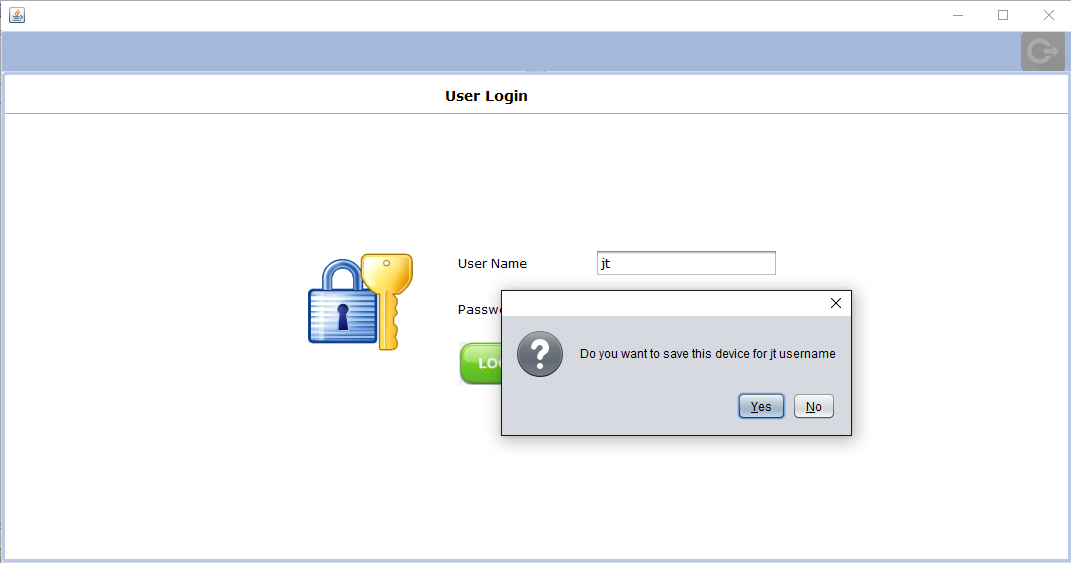 User Login
User Name
jt
Do you want to save this device for jt username
Yes
No